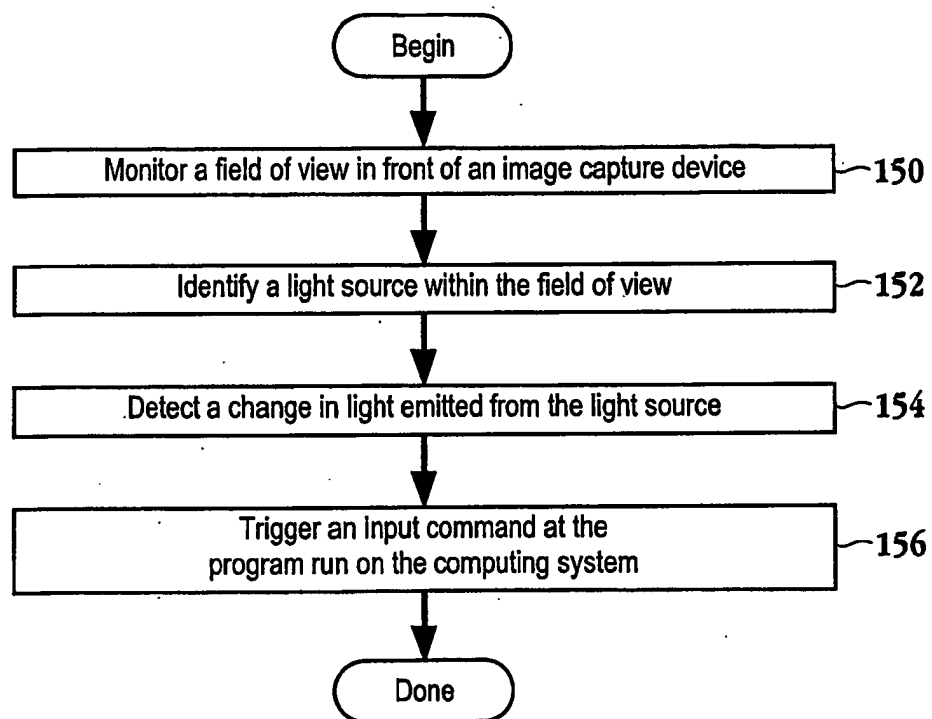 Begin
Monitor a field of view in front of an image capture device
150
Identify a light source within the field of view
152
Detect a change in light emitted from the light source
154
Trigger an input command at the
program run on the computing system
156
Done